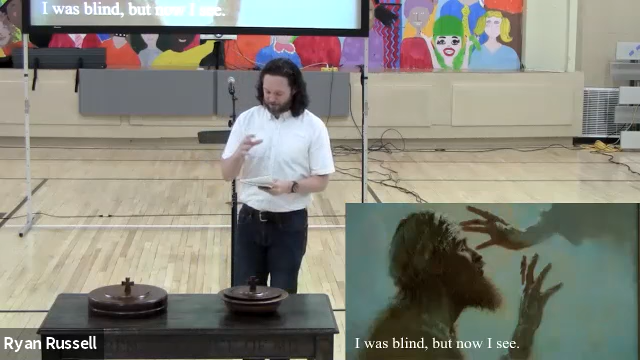 I was blind, but now I see.
I was blind, but now I see.
Ryan Russell